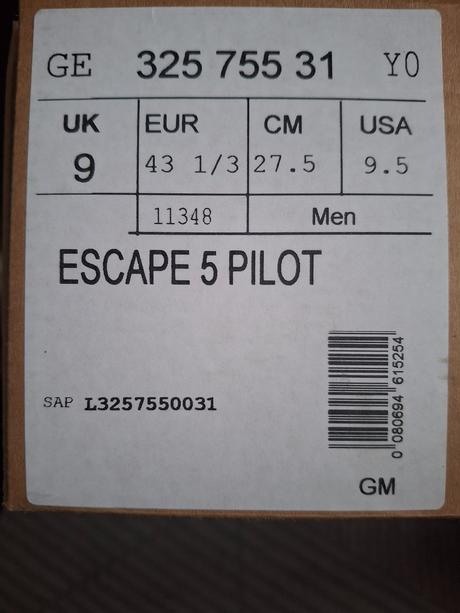 GE 325 755 31 Y0
UK EUR CM USA
9 43 1/3 27.5 9.5
11348 Men
ESCAPE 5 PILOT
SAP L3257550031
0 080694 615254
GM